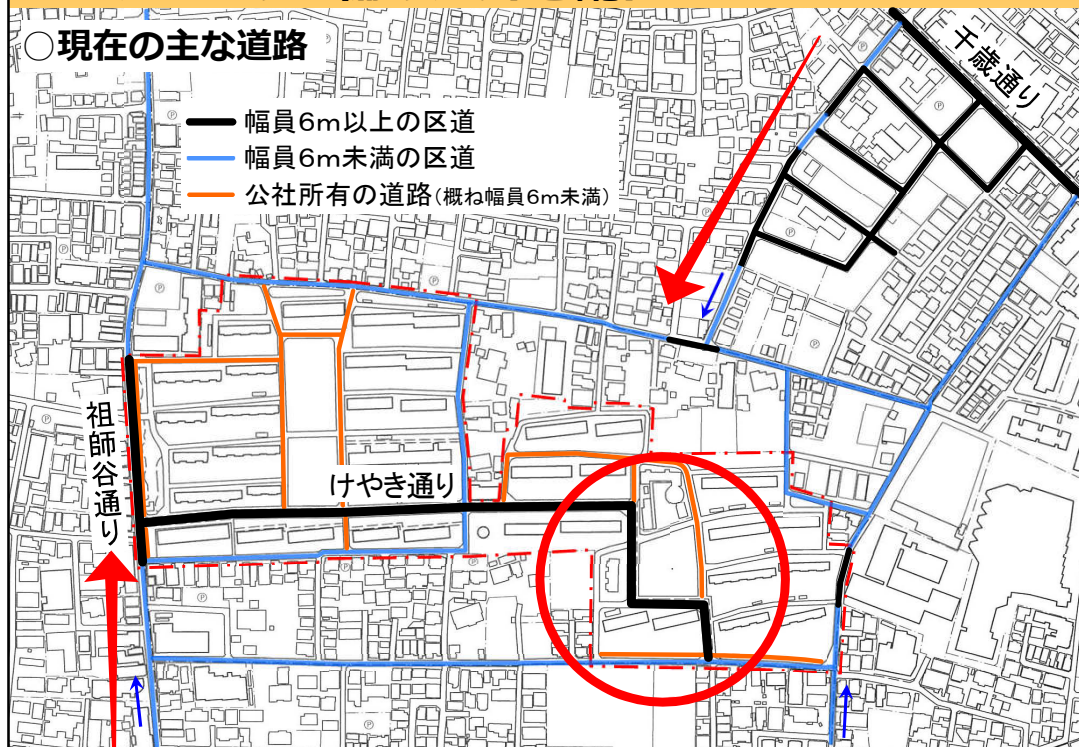 ○現在の主な道路
幅員6m以上の区道
幅員6m未満の区道
公社所有の道路(概ね幅員6m未満)
千歳通り
けやき通り
祖師谷通り